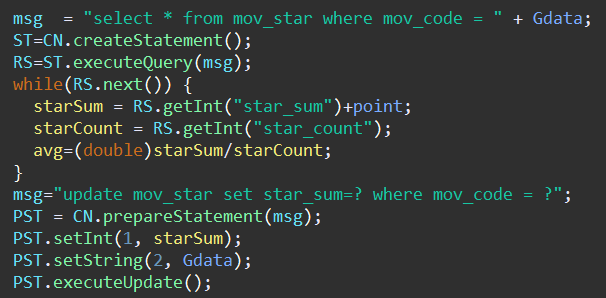 msg  = "select * from mov_star where mov_code = " + Gdata;
ST=CN.createStatement();
RS=ST.executeQuery(msg);
while(RS.next()) {
  starSum = RS.getInt("star_sum")+point;
  starCount = RS.getInt("star_count");
  avg=(double)starSum/starCount;
}
msg="update mov_star set star_sum=? where mov_code = ?";
PST = CN.prepareStatement(msg);
PST.setInt(1, starSum);
PST.setString(2, Gdata);
PST.executeUpdate();